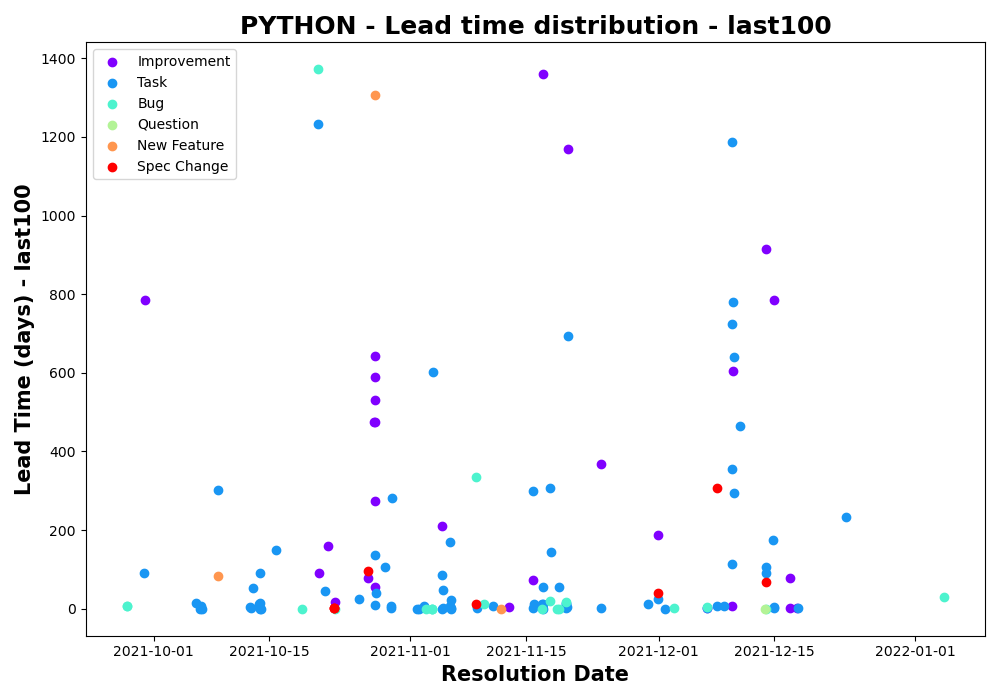 PYTHON - Lead time distribution - last100
Lead Time (days) - last100
1400
1200
1000
800
600
400
200
0
Improvement
Task
Bug
Question
New Feature
Spec Change
2021-10-01
2021-10-15
2021-11-01
2021-11-15
2021-12-01
2021-12-15
2022-01-01
Resolution Date